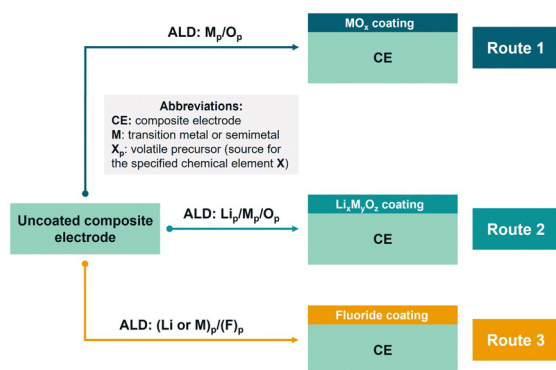 ALD: Mp/Op
MOx coating
CE
Route 1
Abbreviations:
CE: composite electrode
M: transition metal or semimetal
Xp: volatile precursor (source for
the specified chemical element X)
Uncoated composite
electrode
ALD: Lip/Mp/Op
LixMyOz coating
CE
Route 2
ALD: (Li or M)p/(F)p
Fluoride coating
CE
Route 3